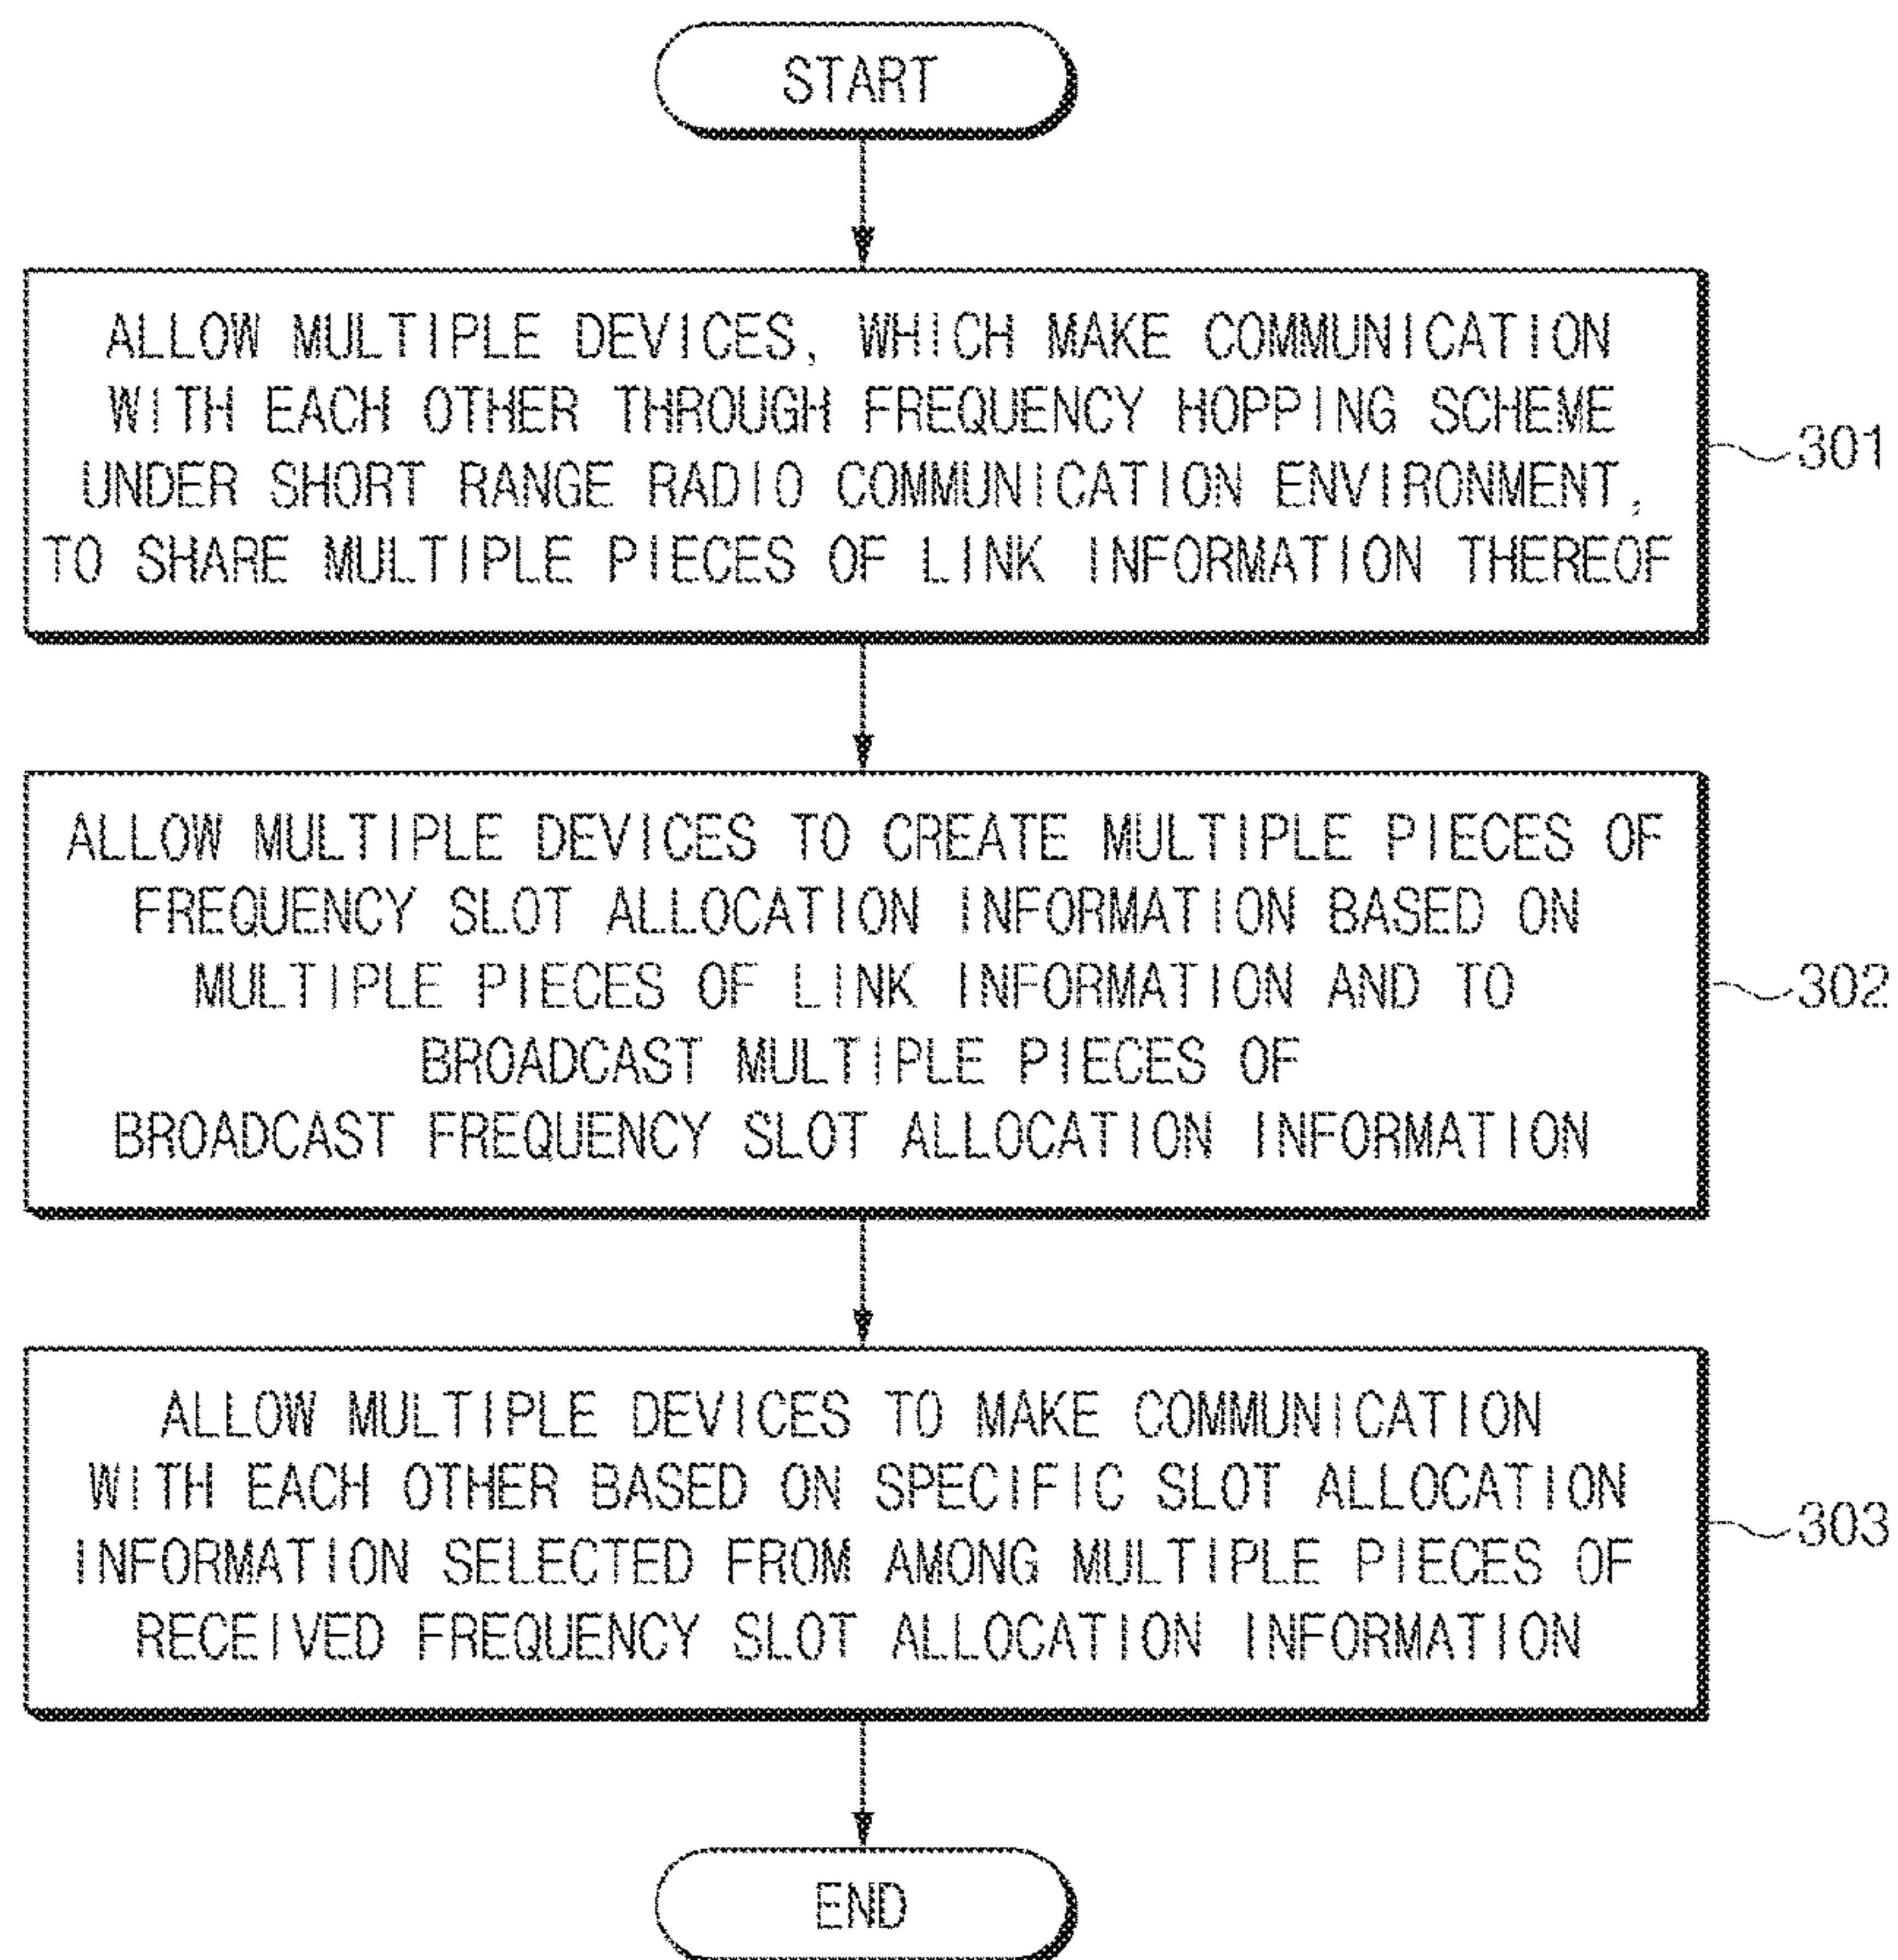 START
ALLOW MULTIPLE DEVICES, WHICH MAKE COMMUNICATION
WITH EACH OTHER THROUGH FREQUENCY HOPPING SCHEME
UNDER SHORT RANGE RADIO COMMUNICATION ENVIRONMENT,
TO SHARE MULTIPLE PIECES OF LINK INFORMATION THEREOF
301
ALLOW MULTIPLE DEVICES TO CREATE MULTIPLE PIECES OF
FREQUENCY SLOT ALLOCATION INFORMATION BASED ON
MULTIPLE PIECES OF LINK INFORMATION AND TO
BROADCAST MULTIPLE PIECES OF
BROADCAST FREQUENCY SLOT ALLOCATION INFORMATION
302
ALLOW MULTIPLE DEVICES TO MAKE COMMUNICATION
WITH EACH OTHER BASED ON SPECIFIC SLOT ALLOCATION
INFORMATION SELECTED FROM AMONG MULTIPLE PIECES OF
RECEIVED FREQUENCY SLOT ALLOCATION INFORMATION
303
END